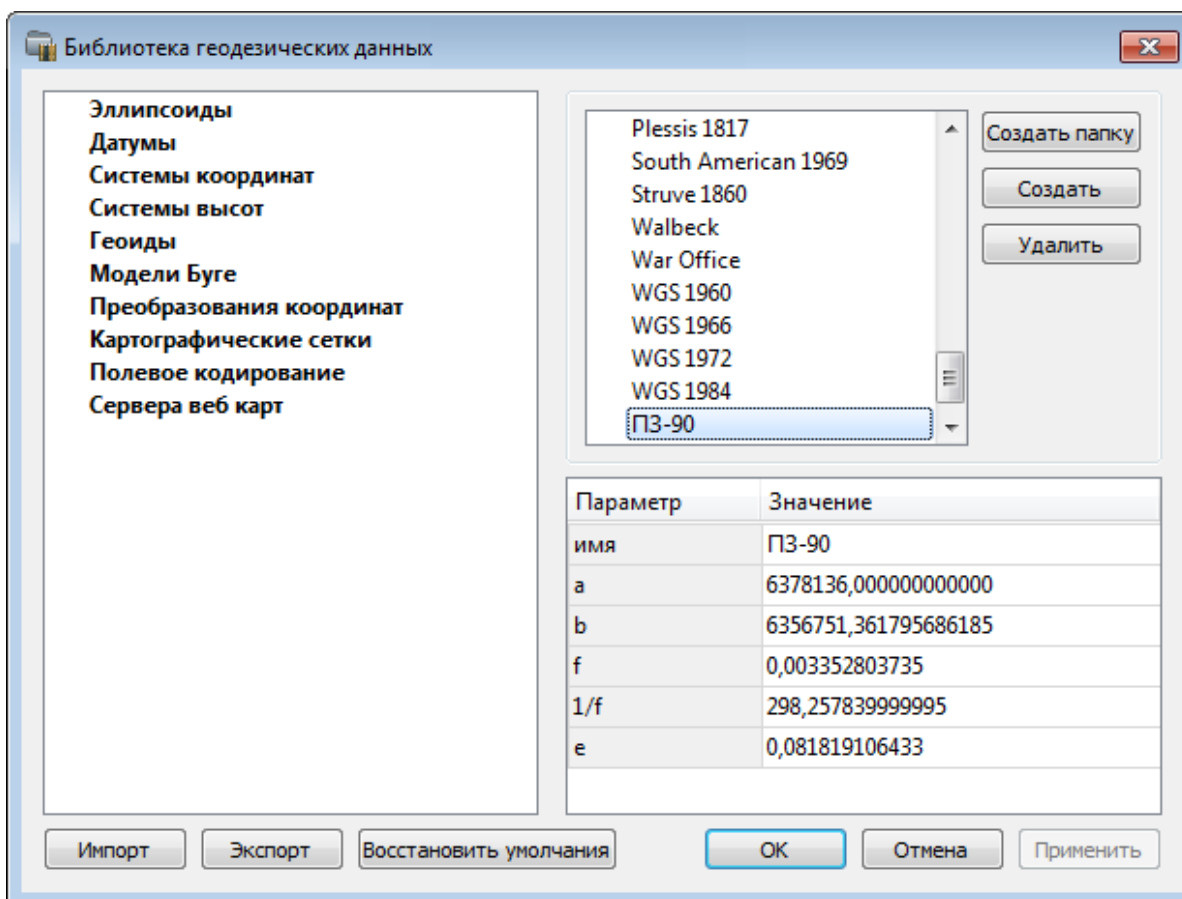 Библиотека геодезических данных
Эллипсоиды
Датумы
Системы координат
Системы высот
Геоиды
Модели Буге
Преобразования координат
Картографические сетки
Полевое кодирование
Сервера веб карт
Plessis 1817
South American 1969
Struve 1860
Walbeck
War Office
WGS 1960
WGS 1966
WGS 1972
WGS 1984
ПЗ-90
Создать папку
Создать
Удалить
Параметр Значение
имя ПЗ-90
a 6378136,000000000000
b 6356751,361795686185
f 0,003352803735
1/f 298,257839999995
e 0,081819106433
Импорт Экспорт Восстановить умолчания ОК Отмена Применить